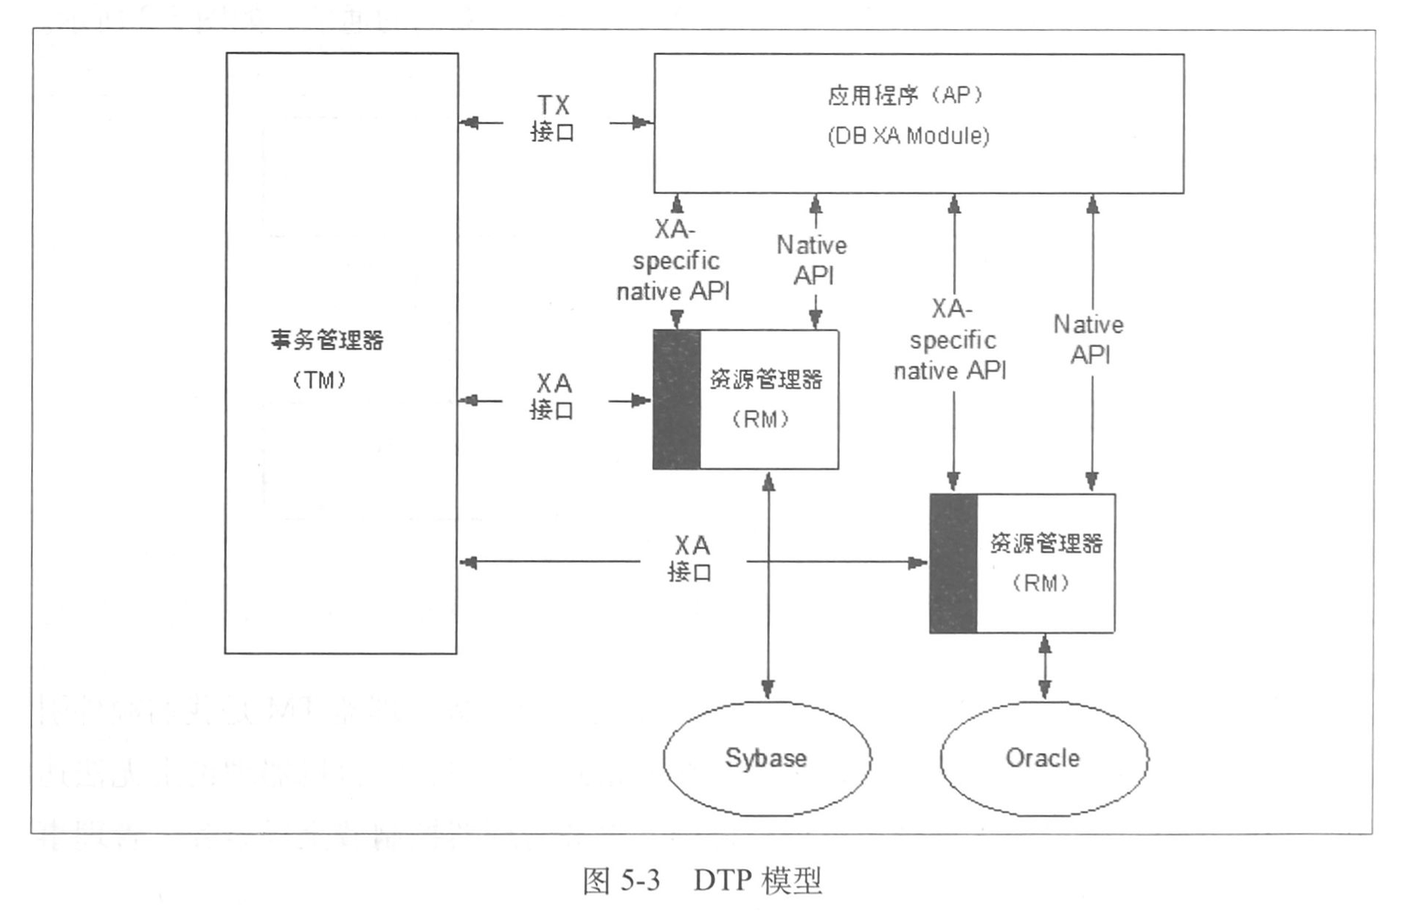 TX
接口
应用程序（AP）
(DB XA Module)
XA-
specific
native API
Native
API
XA-
specific
native API
Native
API
事务管理器
（TM）
XA
接口
资源管理器
（RM）
XA
接口
资源管理器
（RM）
Sybase
Oracle
图 5-3 DTP 模型